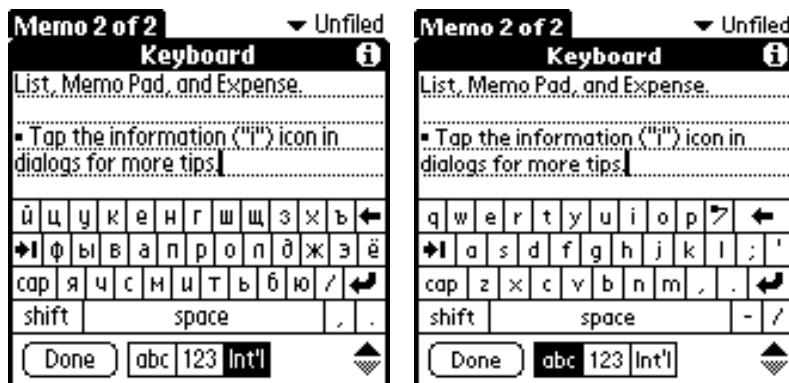 Memo 2 of 2 ▼ Unfiled
Keyboard i
List, Memo Pad, and Expense.
▪ Tap the information ("i") icon in
dialogs for more tips.
й ц у к е н г ш щ з х ъ
ф ы в а п р о л д ж э ё
cap я ч с м и т ь б ю /
shift space , .
Done abc 123 Int'l
Memo 2 of 2 ▼ Unfiled
Keyboard i
List, Memo Pad, and Expense.
▪ Tap the information ("i") icon in
dialogs for more tips.
q w e r t y u i o p
a s d f g h j k l ; '
cap z x c v b n m , .
shift space - /
Done abc 123 Int'l